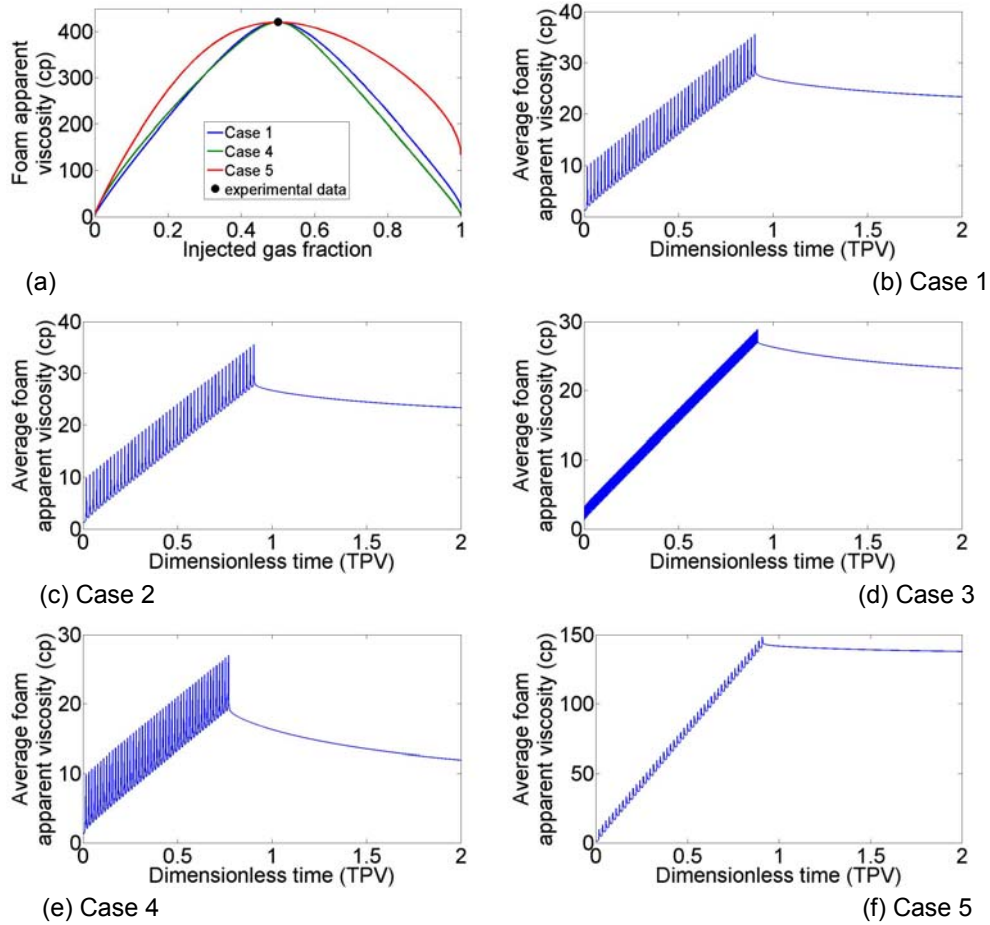 Foam apparent
viscosity (cp)
400
300
200
100
0
Case 1
Case 4
Case 5
experimental data
0 0.2 0.4 0.6 0.8 1
Injected gas fraction
(a)
Average foam
apparent viscosity (cp)
40
30
20
10
0
0 0.5 1 1.5 2
Dimensionless time (TPV)
(b) Case 1
Average foam
apparent viscosity (cp)
40
30
20
10
0
0 0.5 1 1.5 2
Dimensionless time (TPV)
(c) Case 2
Average foam
apparent viscosity (cp)
30
20
10
0
0 0.5 1 1.5 2
Dimensionless time (TPV)
(d) Case 3
Average foam
apparent viscosity (cp)
30
20
10
0
0 0.5 1 1.5 2
Dimensionless time (TPV)
(e) Case 4
Average foam
apparent viscosity (cp)
150
100
50
0
0 0.5 1 1.5 2
Dimensionless time (TPV)
(f) Case 5